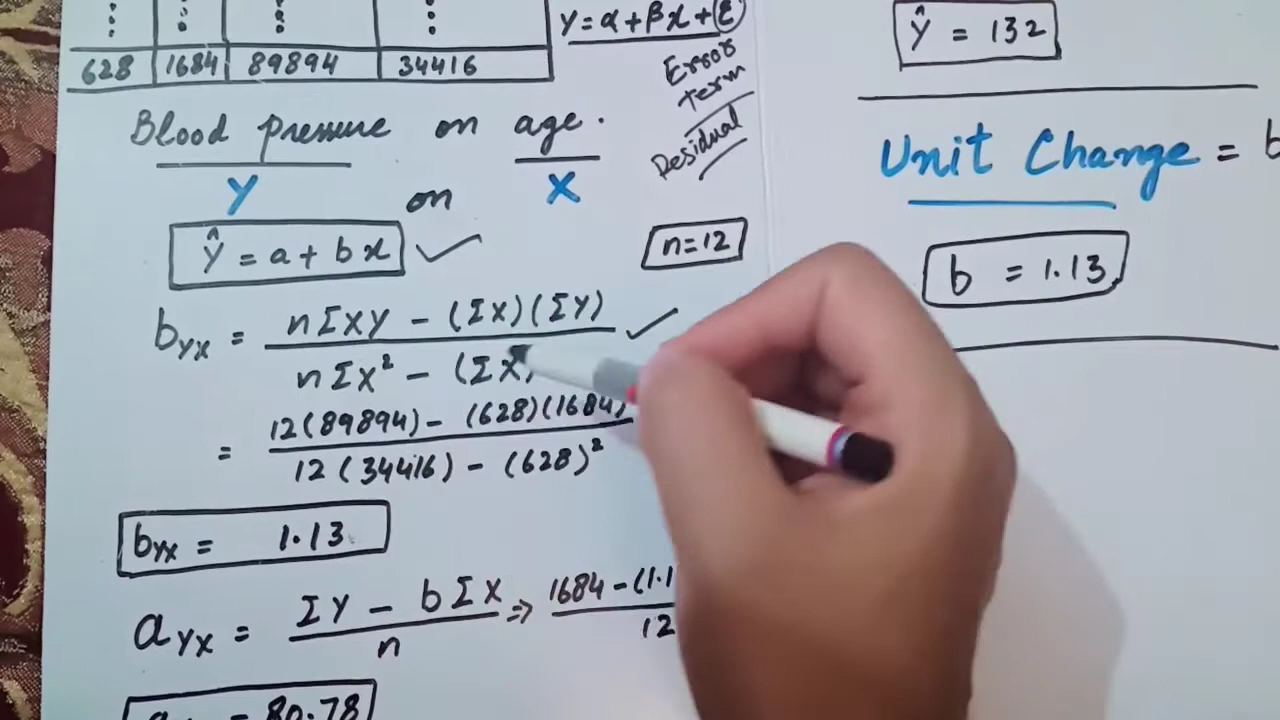 Y = α + βx + ε
628 1684 89894 34416
Error
term
Residual
Blood pressure on age.
Y on X
Ŷ = a + bx
n=12
bYX = nΣXY - (ΣX)(ΣY)
nΣX² - (ΣX)
= 12(89894) - (628)(1684)
12(34416) - (628)²
bYX = 1.13
aYX = ΣY - bΣX ⇒ 1684 - (1.1
n 12
= 80.78
Ŷ = 132
Unit Change = b
b = 1.13